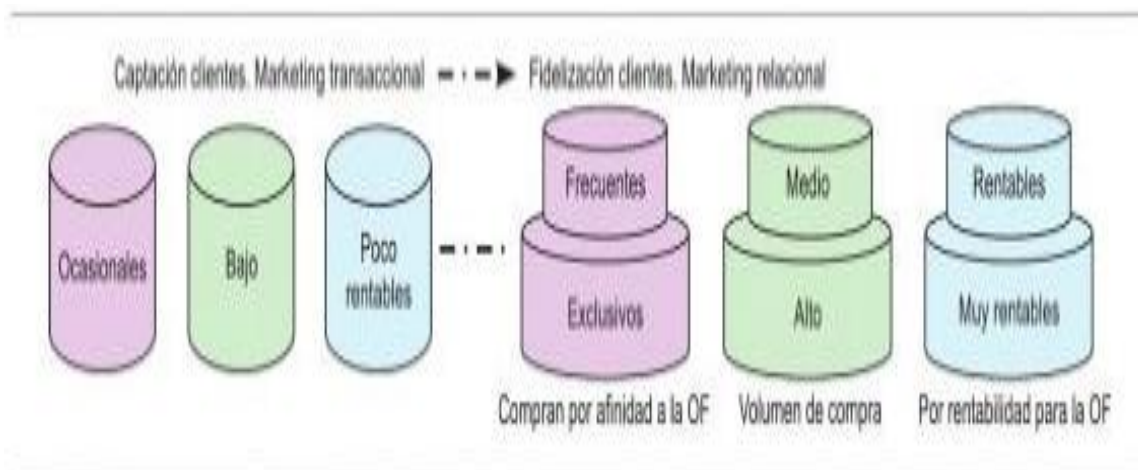 Captación clientes. Marketing transaccional
Fidelización clientes. Marketing relacional
Ocasionales
Bajo
Poco
rentables
Frecuentes
Exclusivos
Medio
Alto
Rentables
Muy rentables
Compran por afinidad a la OF
Volumen de compra
Por rentabilidad para la OF